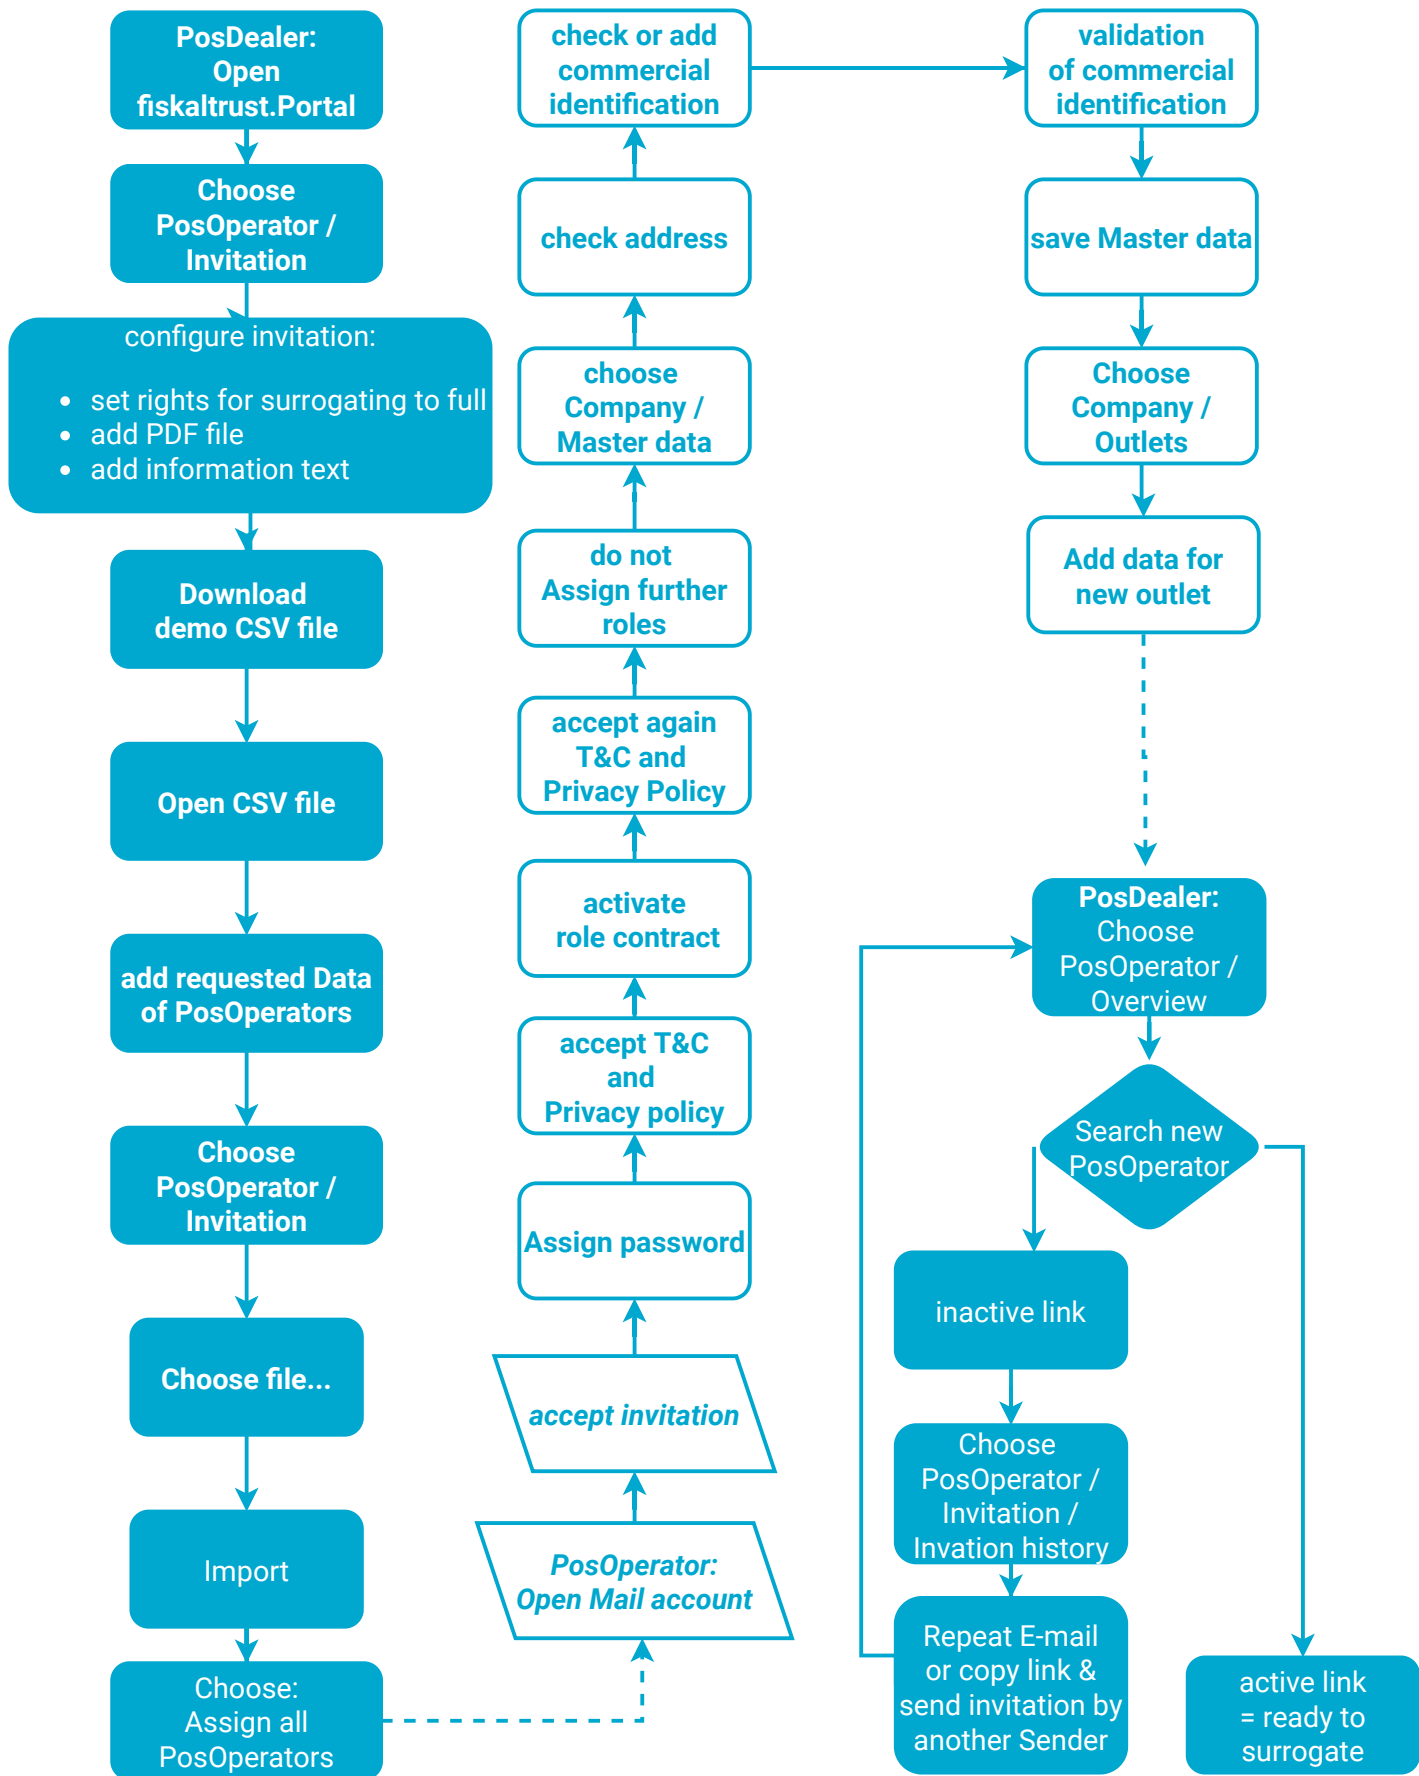 PosDealer:
Open
fiskaltrust.Portal
Choose
PosOperator /
Invitation
configure invitation:
• set rights for surrogating to full
• add PDF file
• add information text
Download
demo CSV file
Open CSV file
add requested Data
of PosOperators
Choose
PosOperator /
Invitation
Choose file...
Import
Choose:
Assign all
PosOperators
PosOperator:
Open Mail account
accept invitation
Assign password
accept T&C
and
Privacy policy
activate
role contract
accept again
T&C and
Privacy Policy
do not
Assign further
roles
choose
Company /
Master data
check address
check or add
commercial
identification
validation
of commercial
identification
save Master data
Choose
Company /
Outlets
Add data for
new outlet
PosDealer:
Choose
PosOperator /
Overview
Search new
PosOperator
inactive link
Choose
PosOperator /
Invitation /
Invation history
Repeat E-mail
or copy link &
send invitation by
another Sender
active link
= ready to
surrogate